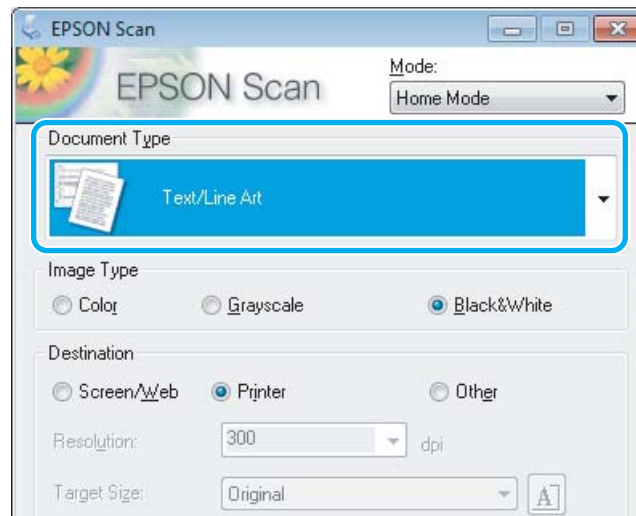 EPSON Scan
EPSON Scan
Mode:
Home Mode
Document Type
Text/Line Art
Image Type
Color Grayscale Black&White
Destination
Screen/Web Printer Other
Resolution: 300 dpi
Target Size: Original A